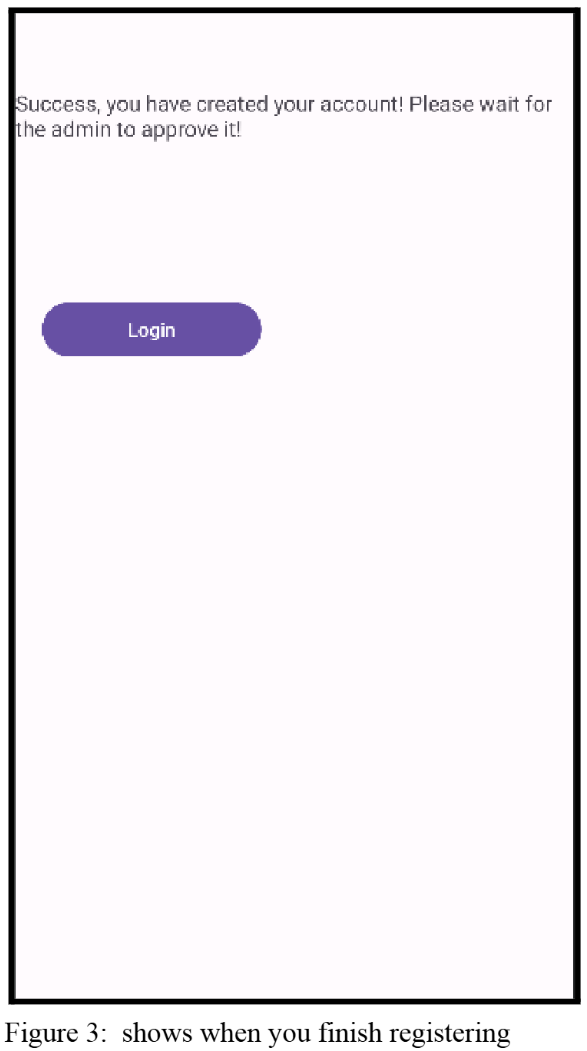 Success, you have created your account! Please wait for
the admin to approve it!
Login
Figure 3:  shows when you finish registering